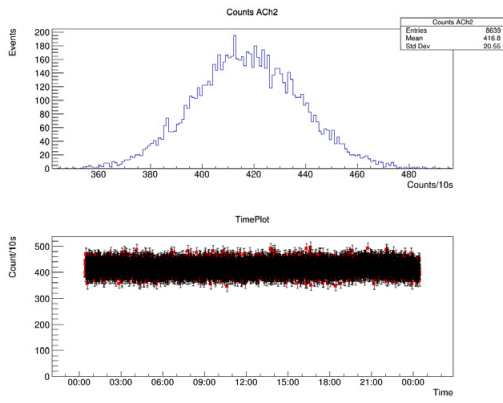 Counts ACh2
Counts ACh2
Entries 8639
Mean 416.8
Std Dev 20.55
Events
200
180
160
140
120
100
80
60
40
20
0
360 380 400 420 440 460 480
Counts/10s
TimePlot
Count/10s
500
400
300
200
100
0
00:00 03:00 06:00 09:00 12:00 15:00 18:00 21:00 00:00
Time